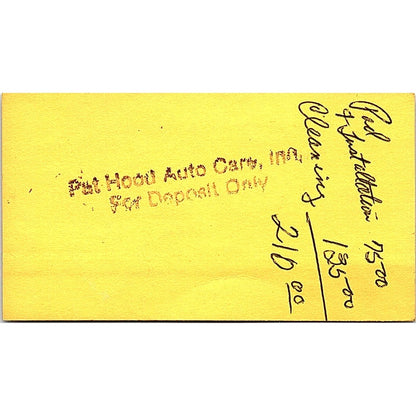 Pat Hood Auto Care, Inc.
For Deposit Only
Pad
& Installation 75-00
Cleaning 135-00
210 00